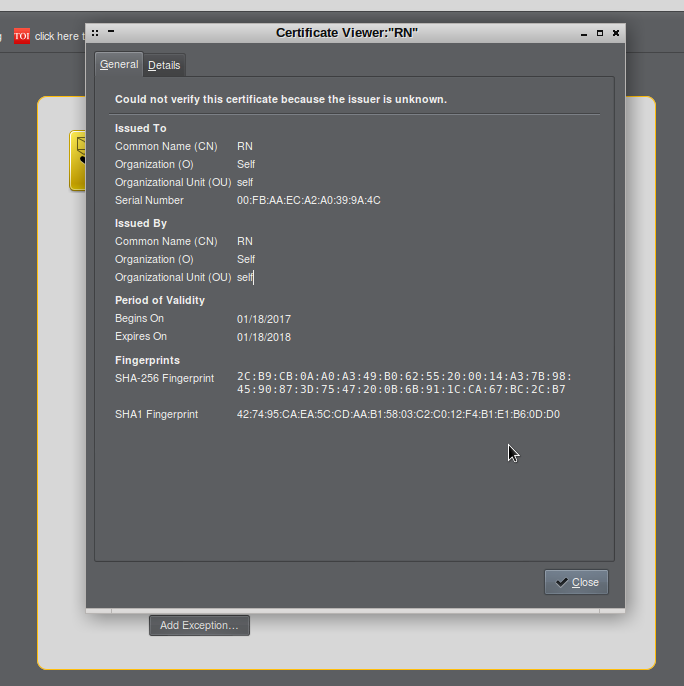 Certificate Viewer:"RN"
TOI click here t
General Details
Could not verify this certificate because the issuer is unknown.
Issued To
Common Name (CN) RN
Organization (O) Self
Organizational Unit (OU) self
Serial Number 00:FB:AA:EC:A2:A0:39:9A:4C
Issued By
Common Name (CN) RN
Organization (O) Self
Organizational Unit (OU) self
Period of Validity
Begins On 01/18/2017
Expires On 01/18/2018
Fingerprints
SHA-256 Fingerprint 2C:B9:CB:0A:A0:A3:49:B0:62:55:20:00:14:A3:7B:98:
45:90:87:3D:75:47:20:0B:6B:91:1C:CA:67:BC:2C:B7
SHA1 Fingerprint 42:74:95:CA:EA:5C:CD:AA:B1:58:03:C2:C0:12:F4:B1:E1:B6:0D:D0
Close
Add Exception...